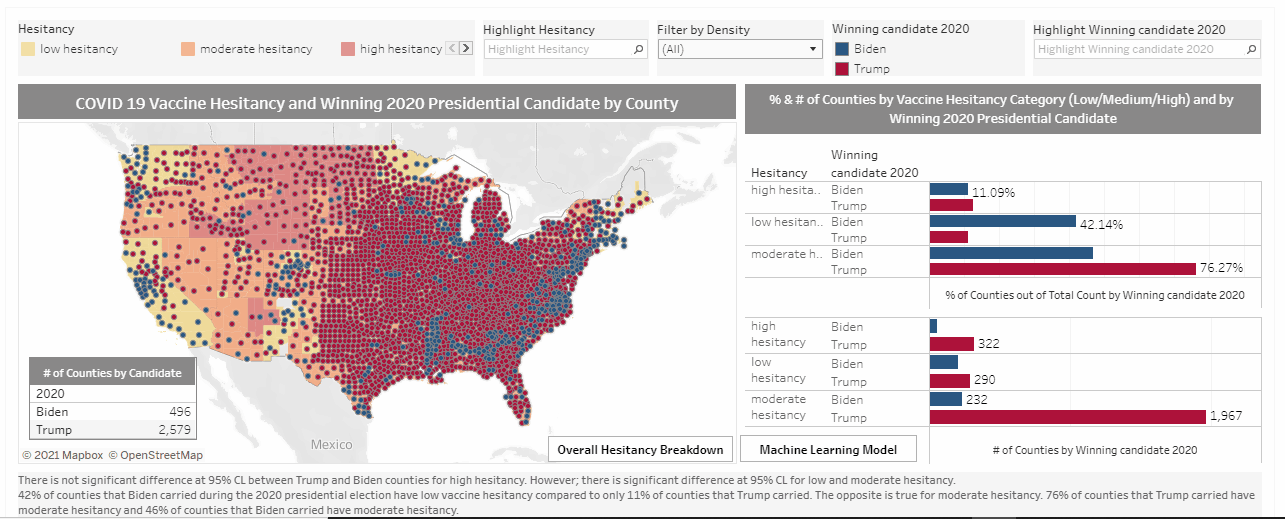 Hesitancy
low hesitancy
moderate hesitancy
high hesitancy
Highlight Hesitancy
Highlight Hesitancy
Filter by Density
(All)
Winning candidate 2020
Biden
Trump
Highlight Winning candidate 2020
Highlight Winning candidate 2020
COVID 19 Vaccine Hesitancy and Winning 2020 Presidential Candidate by County
# of Counties by Candidate
2020
Biden 496
Trump 2,579
Mexico
© 2021 Mapbox © OpenStreetMap
Overall Hesitancy Breakdown
% & # of Counties by Vaccine Hesitancy Category (Low/Medium/High) and by
Winning 2020 Presidential Candidate
Winning
Hesitancy candidate 2020
high hesita.. Biden 11.09%
Trump
low hesitan.. Biden 42.14%
Trump
moderate h.. Biden
Trump 76.27%
% of Counties out of Total Count by Winning candidate 2020
high Biden
hesitancy Trump 322
low Biden
hesitancy Trump 290
moderate Biden 232
hesitancy Trump 1,967
Machine Learning Model
# of Counties by Winning candidate 2020
There is not significant difference at 95% CL between Trump and Biden counties for high hesitancy. However; there is significant difference at 95% CL for low and moderate hesitancy.
42% of counties that Biden carried during the 2020 presidential election have low vaccine hesitancy compared to only 11% of counties that Trump carried. The opposite is true for moderate hesitancy. 76% of counties that Trump carried have
moderate hesitancy and 46% of counties that Biden carried have moderate hesitancy.